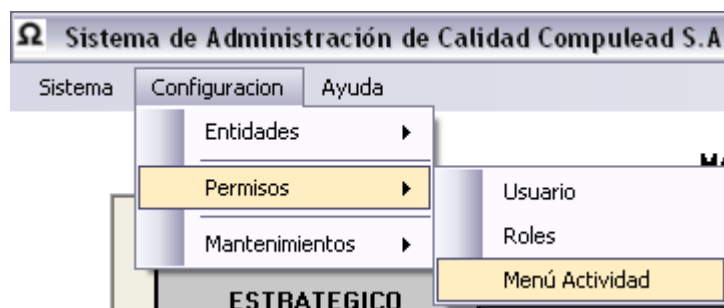 Ω Sistema de Administración de Calidad Compulead S.A
Sistema Configuracion Ayuda
Entidades
Permisos
Mantenimientos
Usuario
Roles
Menú Actividad
ESTRATEGICO